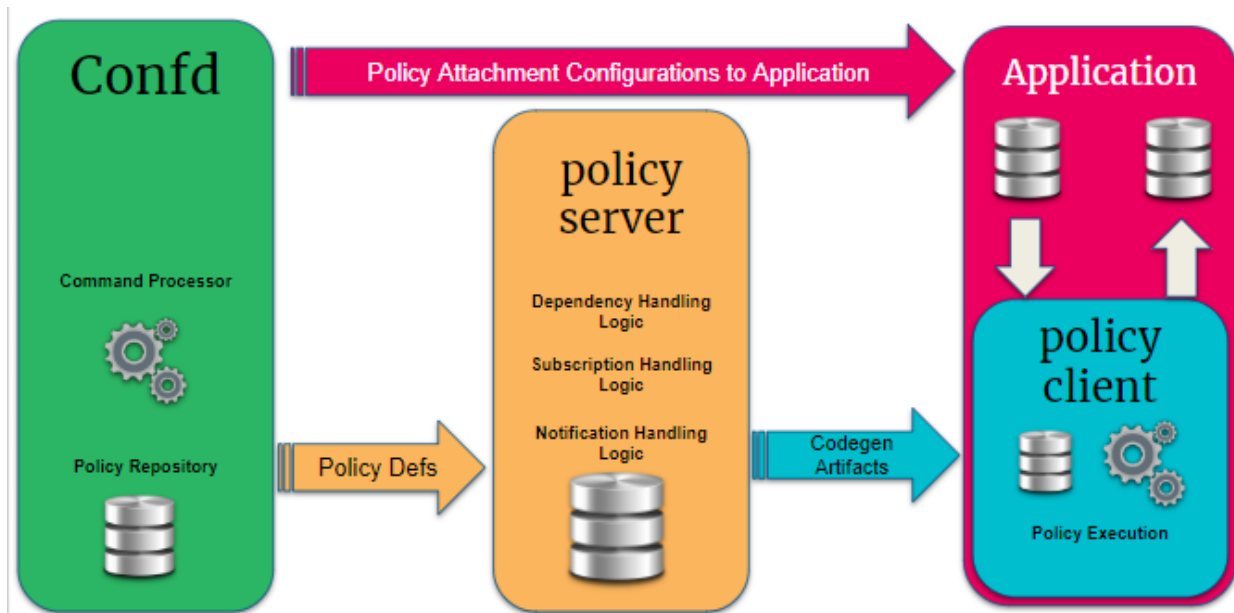 Confd
Policy Attachment Configurations to Application
Application
policy
server
Command Processor
Dependency Handling
Logic
Subscription Handling
Logic
Notification Handling
Logic
Policy Repository
Policy Defs
Codegen
Artifacts
policy
client
Policy Execution